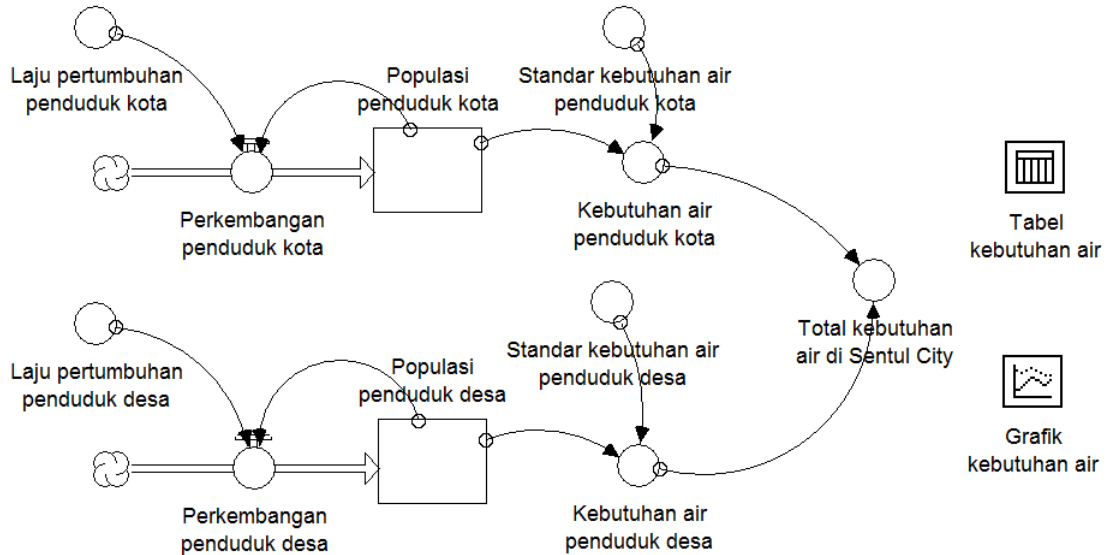 Laju pertumbuhan
penduduk kota
Populasi
penduduk kota
Standar kebutuhan air
penduduk kota
Perkembangan
penduduk kota
Kebutuhan air
penduduk kota
Tabel
kebutuhan air
Laju pertumbuhan
penduduk desa
Populasi
penduduk desa
Standar kebutuhan air
penduduk desa
Total kebutuhan
air di Sentul City
Perkembangan
penduduk desa
Kebutuhan air
penduduk desa
Grafik
kebutuhan air